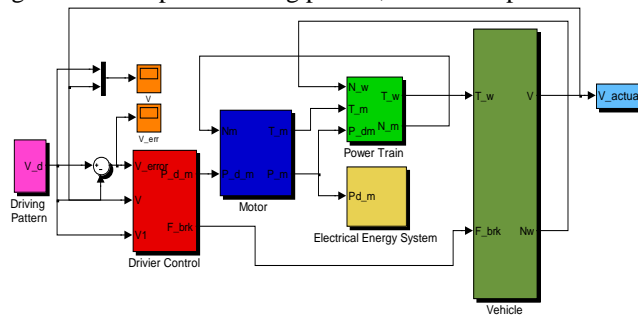 V
V_err
V_d
Driving
Pattern
V_error
V
V1
P_d_m
F_brk
Drivier Control
Nm
P_d_m
T_m
P_m
Motor
N_w
T_m
P_dm
T_w
N_m
Power Train
Pd_m
Electrical Energy System
T_w
F_brk
V
Nw
Vehicle
V_actua